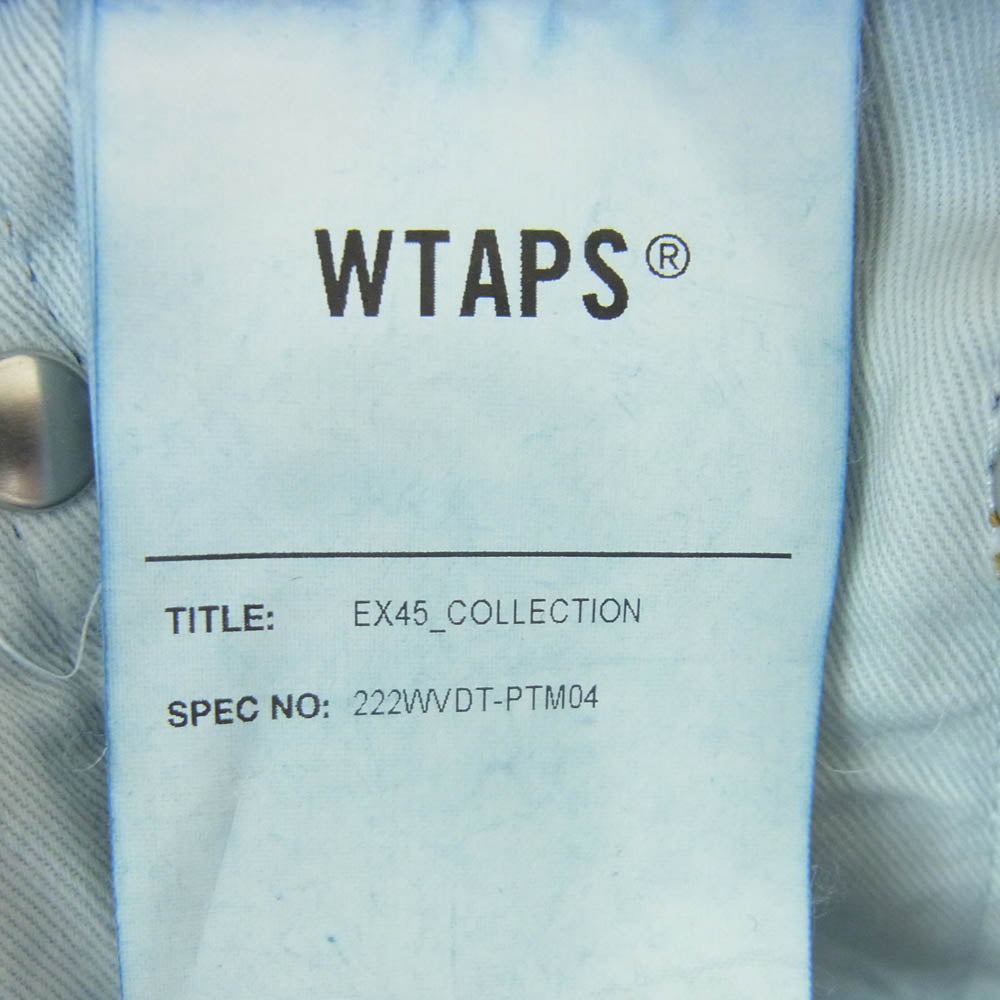 WTAPS®
TITLE: EX45_COLLECTION
SPEC NO: 222WVDT-PTM04